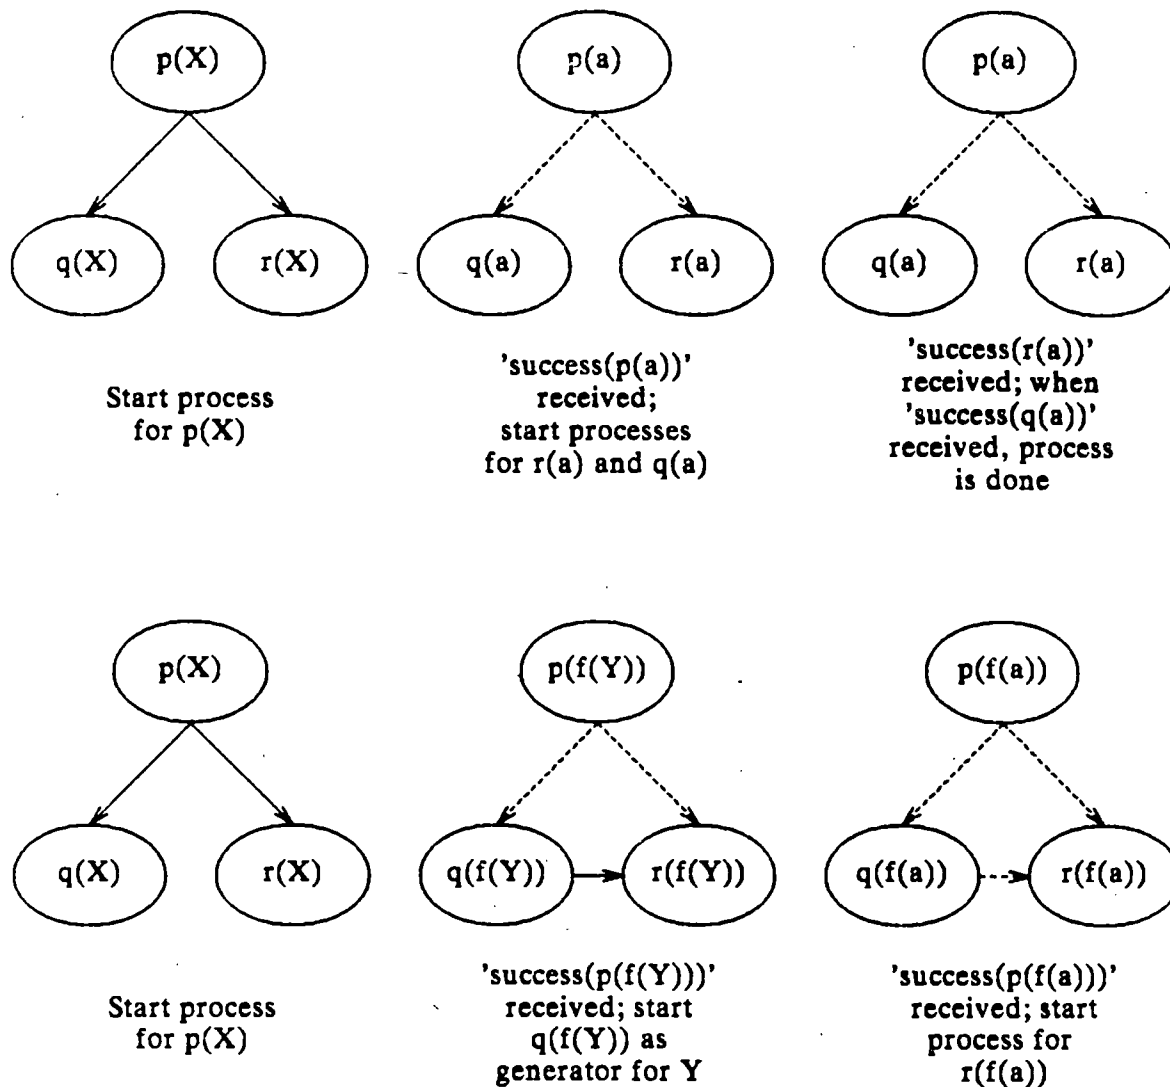 p(X)
p(a)
p(a)
q(X)
r(X)
q(a)
r(a)
q(a)
r(a)
Start process
for p(X)
'success(p(a))'
received;
start processes
for r(a) and q(a)
'success(r(a))'
received; when
'success(q(a))'
received, process
is done
p(X)
p(f(Y))
p(f(a))
q(X)
r(X)
q(f(Y))
r(f(Y))
q(f(a))
r(f(a))
Start process
for p(X)
'success(p(f(Y)))'
received; start
q(f(Y)) as
generator for Y
'success(p(f(a)))'
received; start
process for
r(f(a))